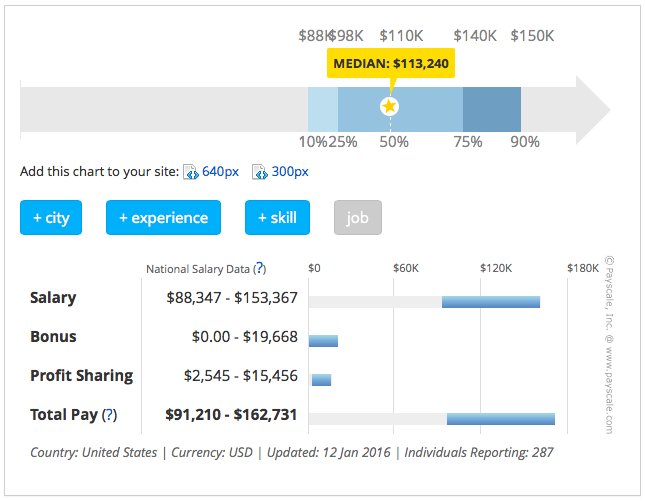 $88K $98K $110K $140K $150K
MEDIAN: $113,240
10% 25% 50% 75% 90%
Add this chart to your site: 640px 300px
+ city + experience + skill job
National Salary Data (?) $0 $60K $120K $180K
Salary $88,347 - $153,367
Bonus $0.00 - $19,668
Profit Sharing $2,545 - $15,456
Total Pay (?) $91,210 - $162,731
Country: United States | Currency: USD | Updated: 12 Jan 2016 | Individuals Reporting: 287
© Payscale, Inc. @ www.payscale.com